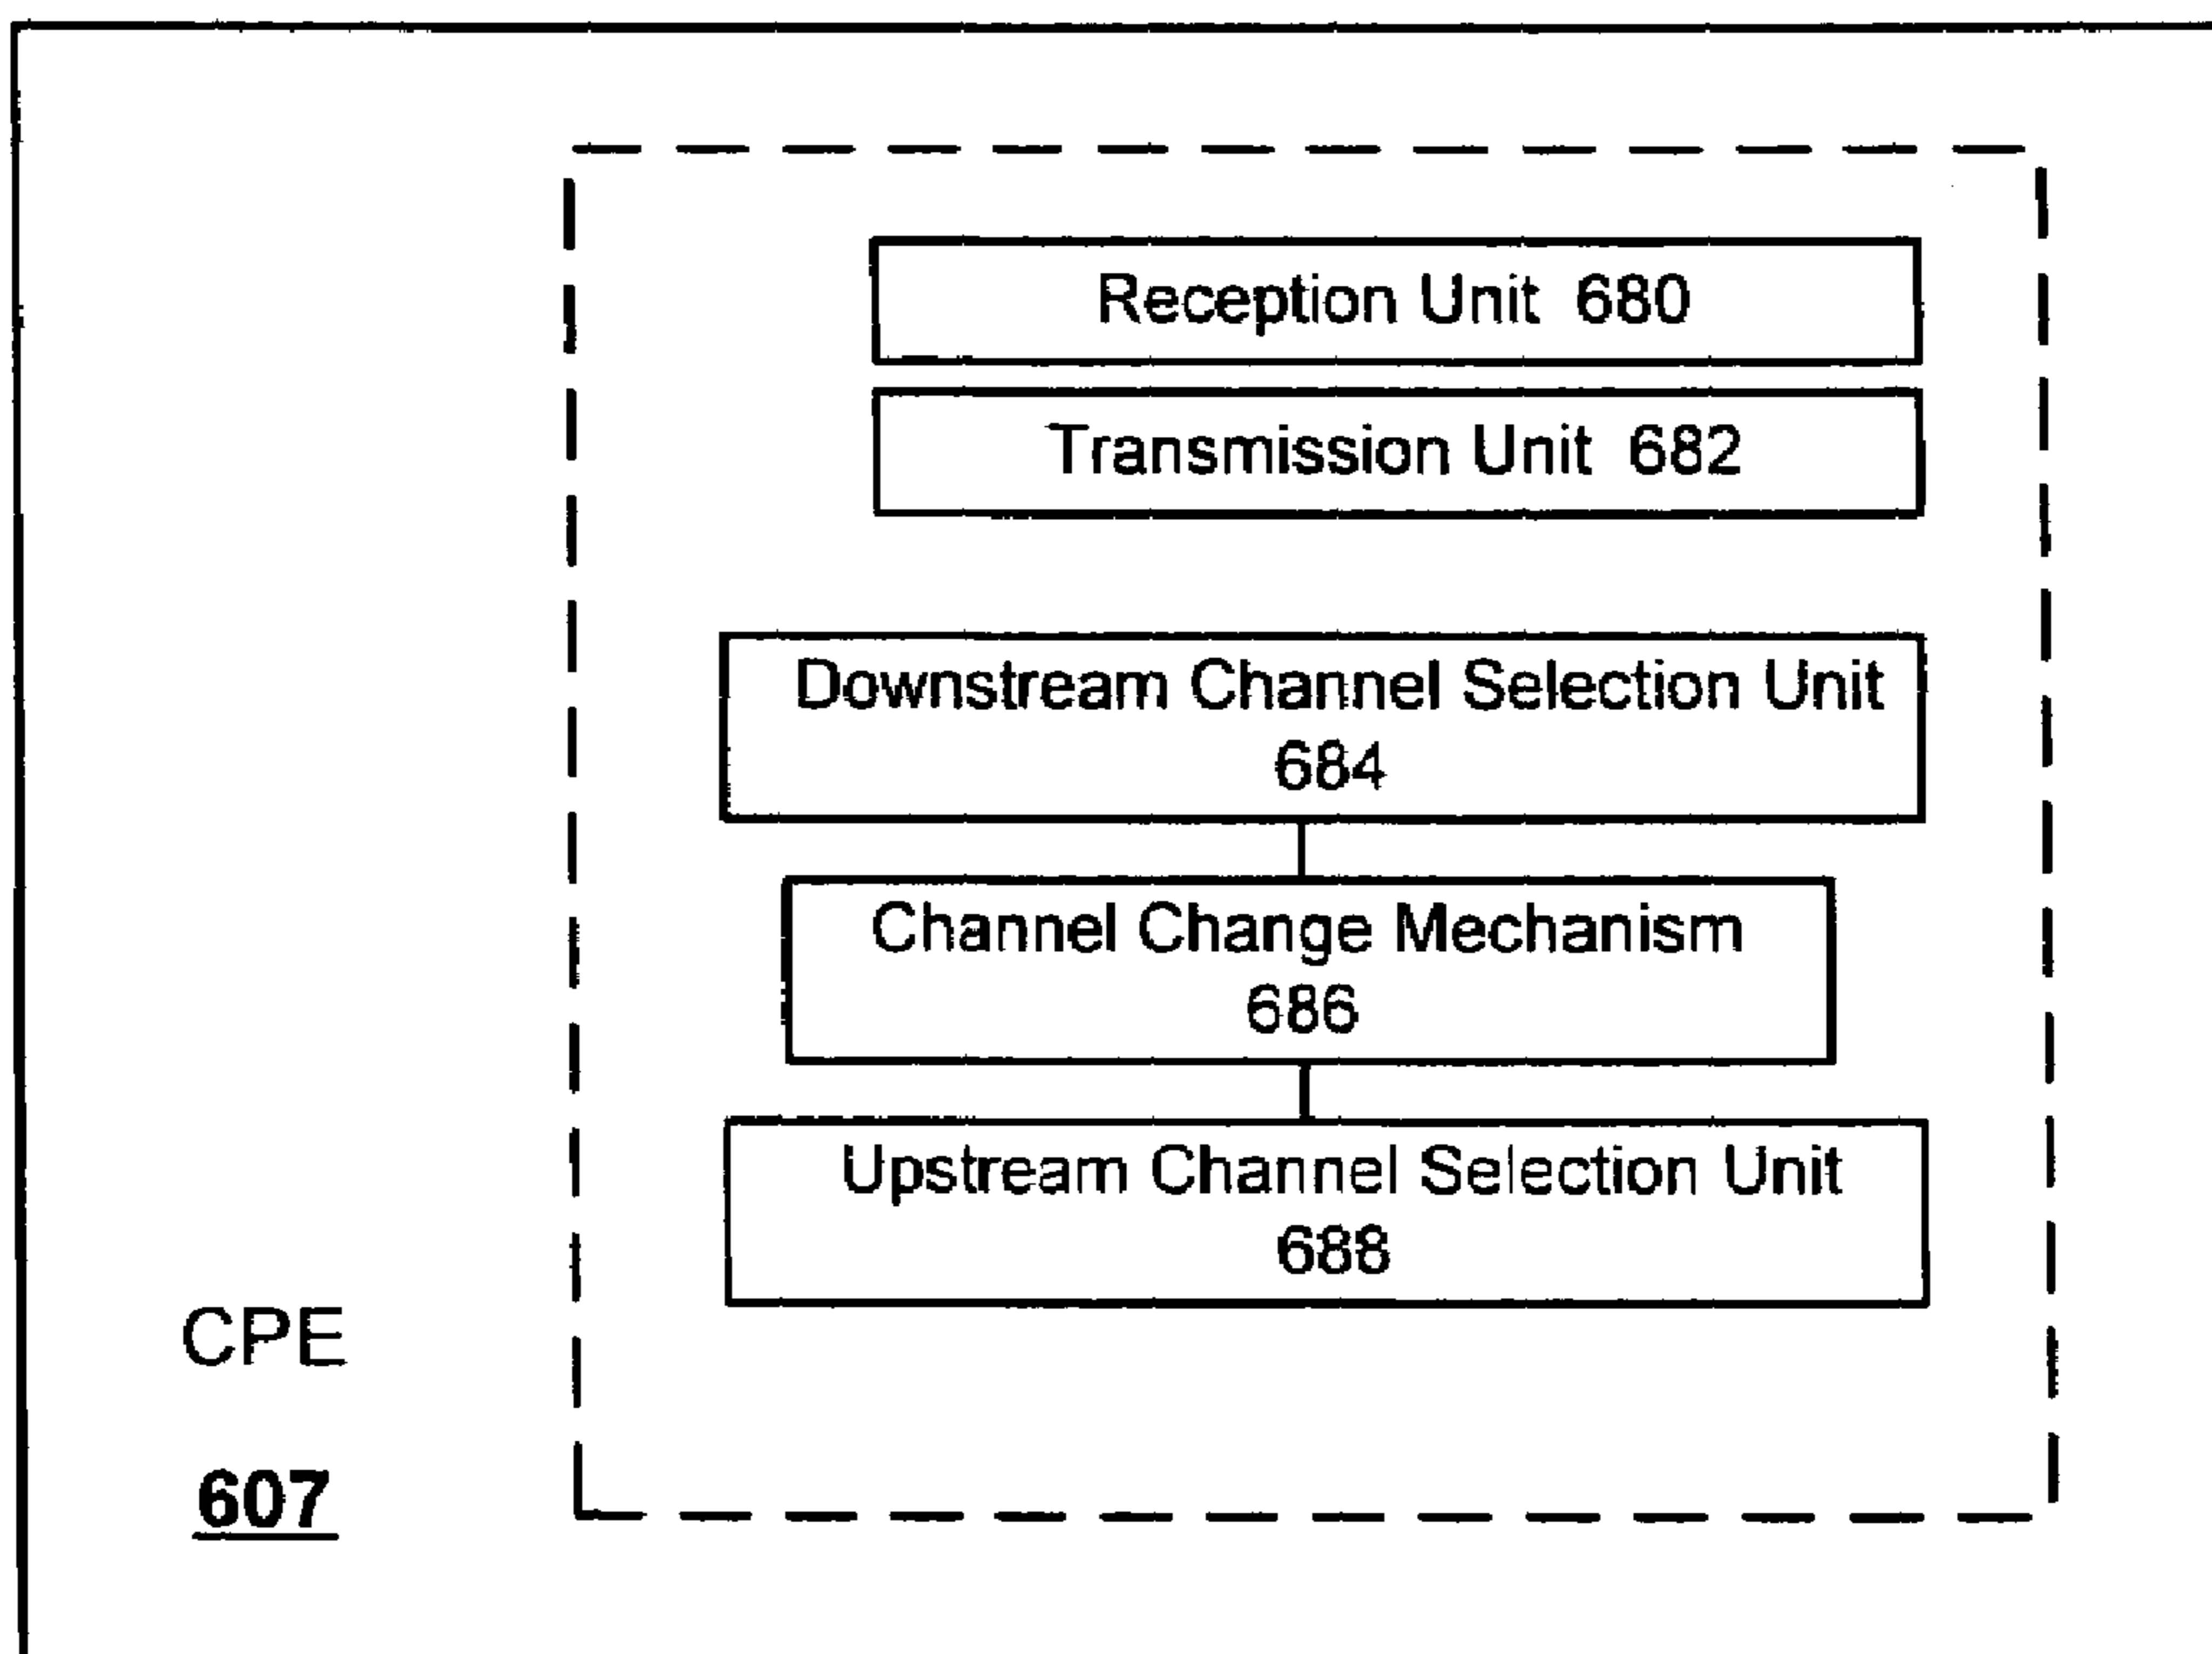 Reception Unit 680
Transmission Unit 682
Downstream Channel Selection Unit
684
Channel Change Mechanism
686
Upstream Channel Selection Unit
688
CPE
607